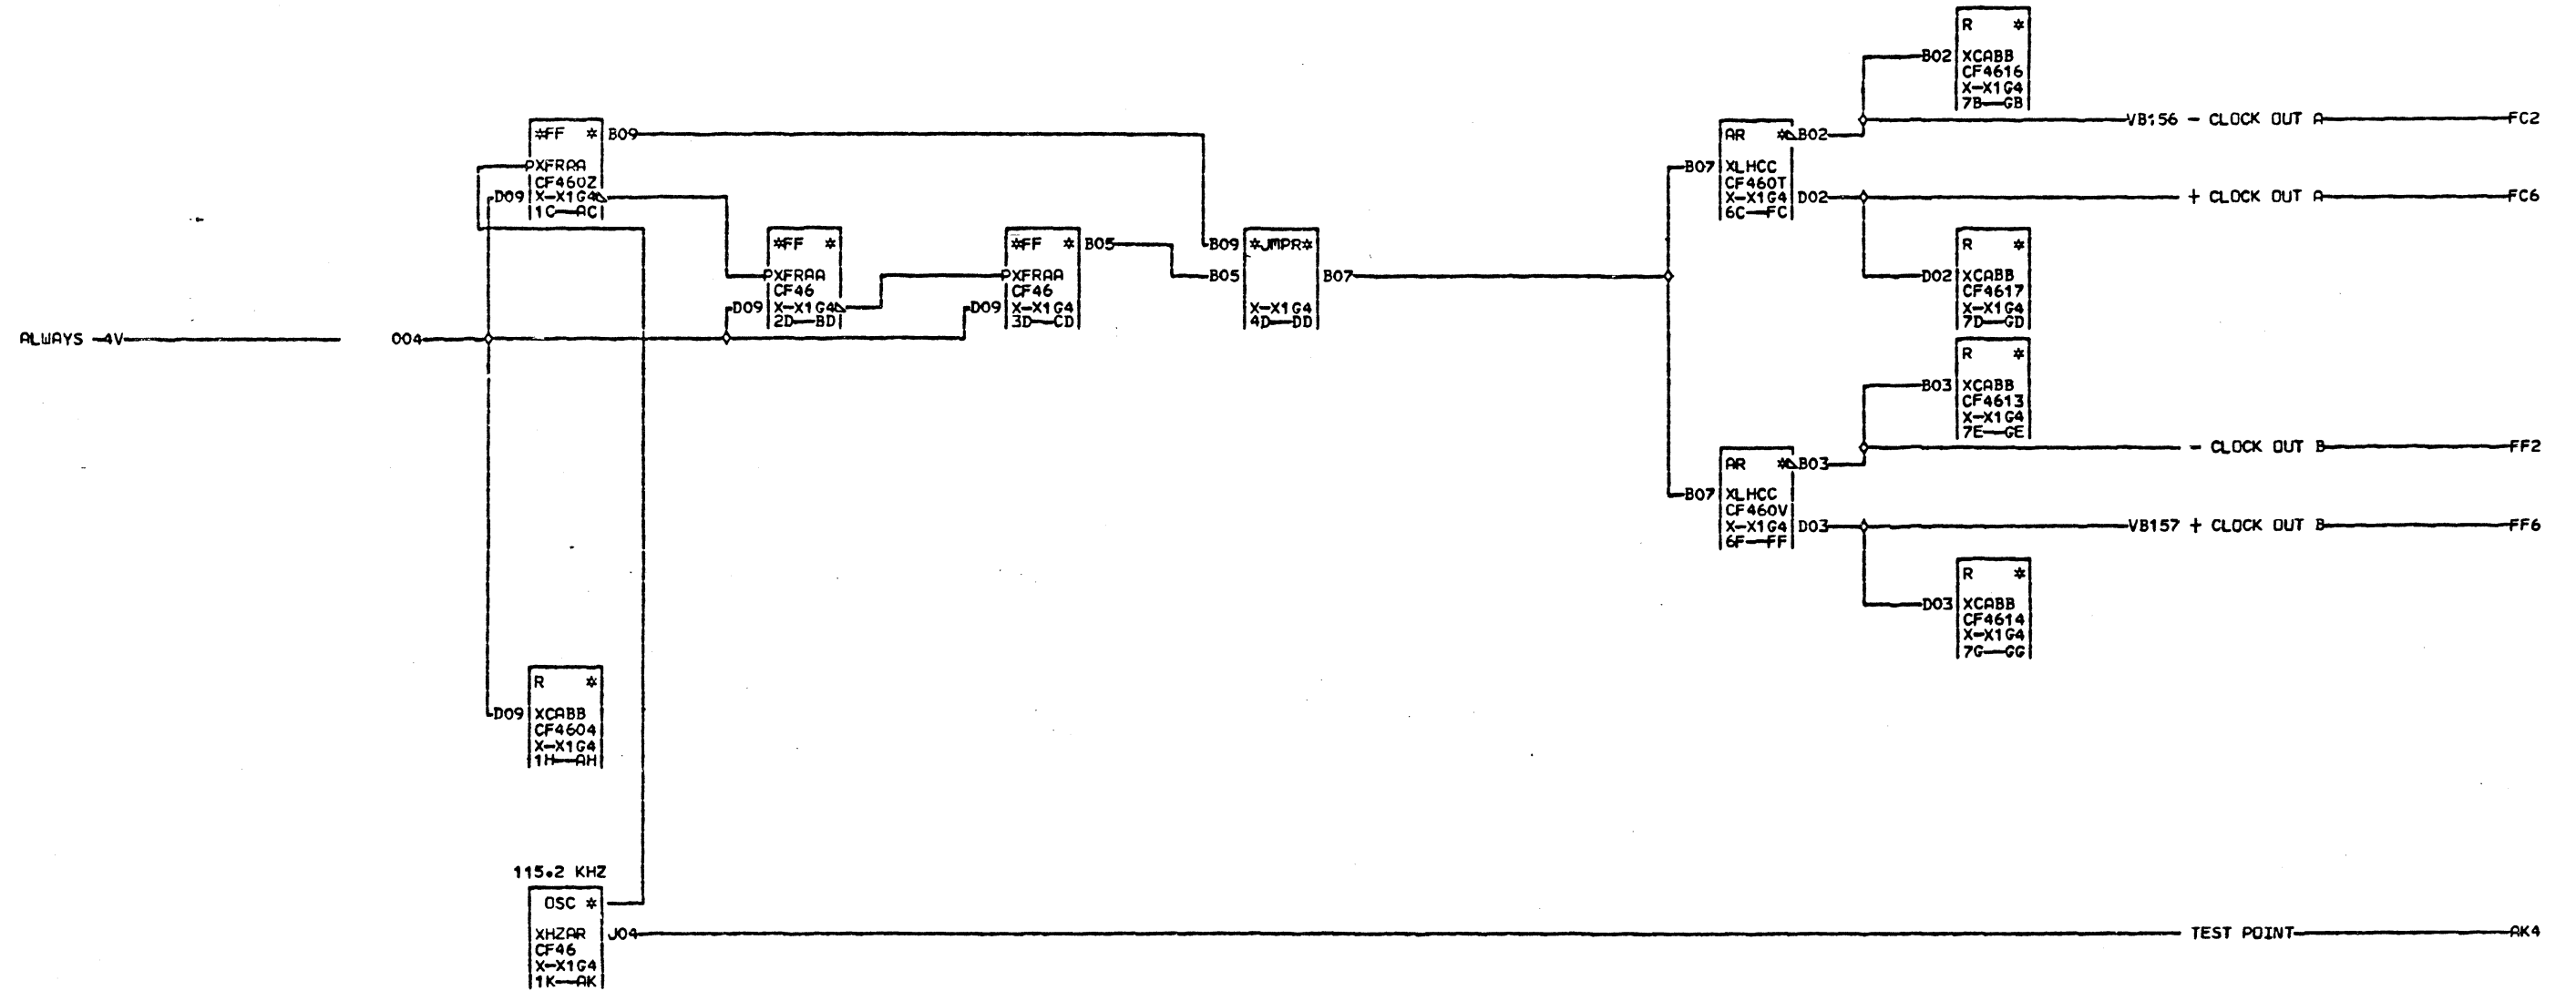 R *
B02 XCABB
CF4616
X-X1G4
7B-GB
VB156 - CLOCK OUT A FC2
*FF * B09
PXFRAA
CF460Z
D09 X-X1G4
1C-AC
AR * B02
B07 XLHCC
CF460T
X-X1G4 D02
6C-FC
+ CLOCK OUT A FC6
*FF *
PXFRAA
CF46
D09 X-X1G4
2D-BD
*FF * B05
PXFRAA
CF46
D09 X-X1G4
3D-CD
B09 *JMPR*
B05 B07
X-X1G4
4D-DD
R *
D02 XCABB
CF4617
X-X1G4
7D-GD
ALWAYS -4V D04
R *
B03 XCABB
CF4613
X-X1G4
7E-GE
- CLOCK OUT B FF2
AR * B03
B07 XLHCC
CF460V
X-X1G4 D03
6F-FF
VB157 + CLOCK OUT B FF6
R *
D03 XCABB
CF4614
X-X1G4
7G-GG
R *
D09 XCABB
CF4604
X-X1G4
1H-AH
115.2 KHZ
OSC *
XHZAR J04
CF46
X-X1G4
1K-AK
TEST POINT AK4